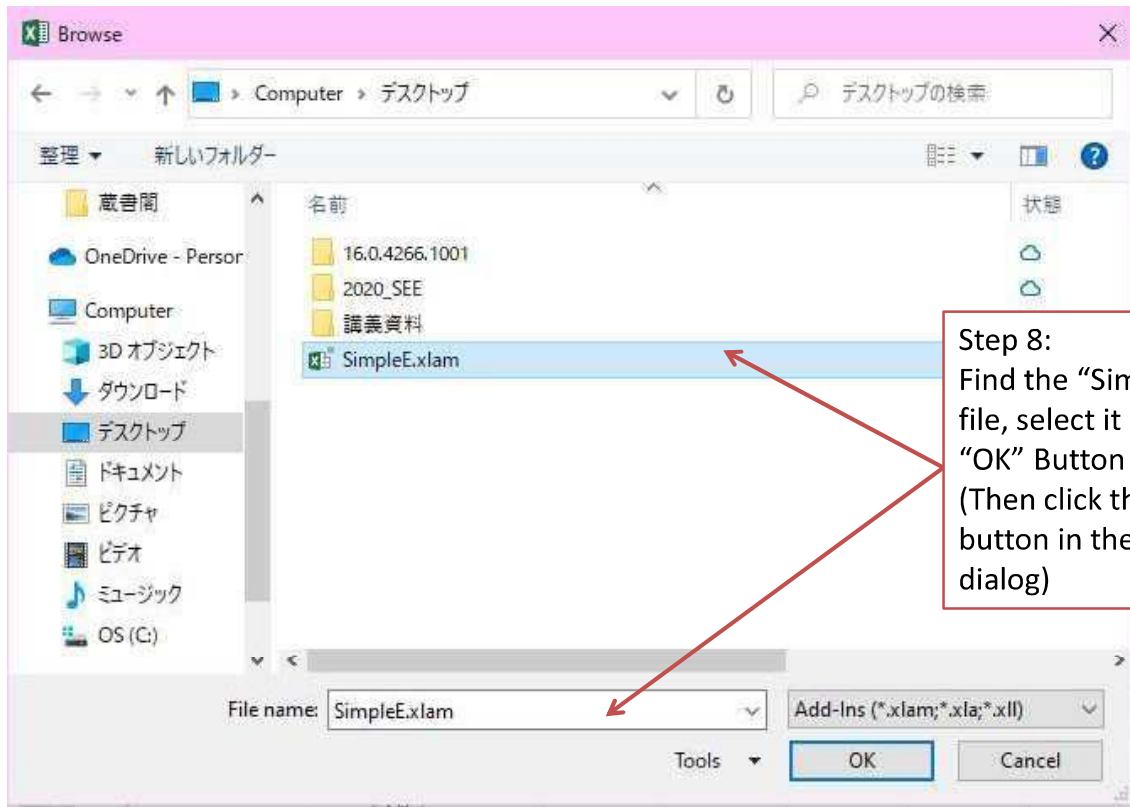 Browse
Computer › デスクトップ
デスクトップの検索
整理
新しいフォルダー
蔵書閣
OneDrive - Person
Computer
3D オブジェクト
ダウンロード
デスクトップ
ドキュメント
ピクチャ
ビデオ
ミュージック
OS (C:)
名前
状態
16.0.4266.1001
2020_SEE
講義資料
SimpleE.xlam
Step 8:
Find the “Sim
file, select it
“OK” Button
(Then click th
button in the
dialog)
File name:
SimpleE.xlam
Add-Ins (*.xlam;*.xla;*.xll)
Tools
OK
Cancel